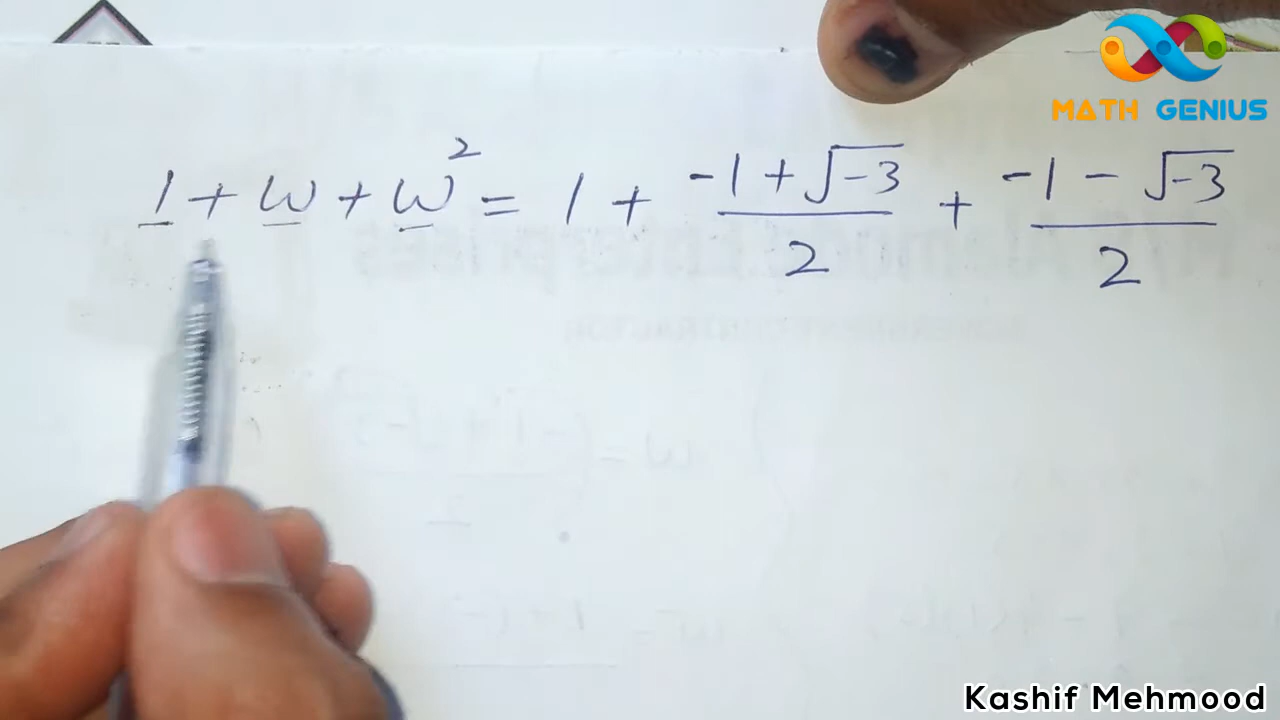 MATH GENIUS
1 + ω + ω² = 1 + (-1 + √-3)/2 + (-1 - √-3)/2
Kashif Mehmood